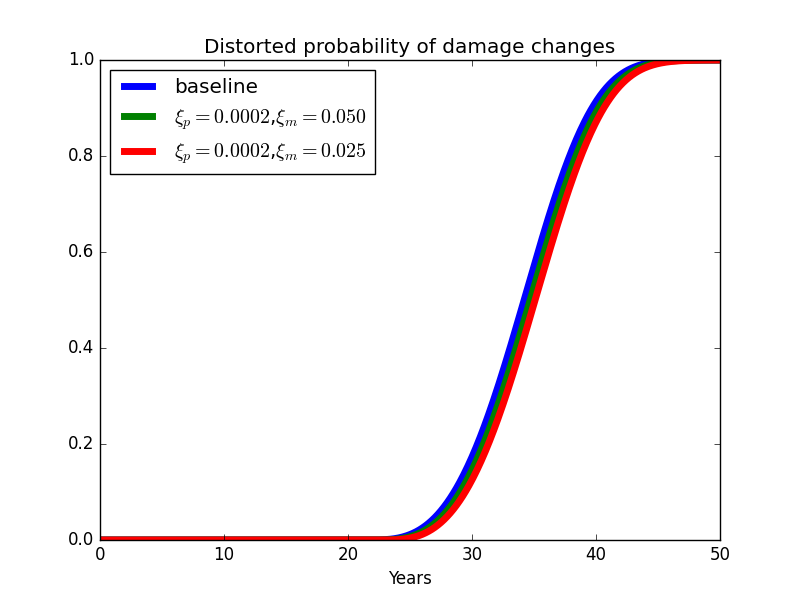 Distorted probability of damage changes
baseline
ξp = 0.0002,ξm = 0.050
ξp = 0.0002,ξm = 0.025
1.0
0.8
0.6
0.4
0.2
0.0
0 10 20 30 40 50
Years